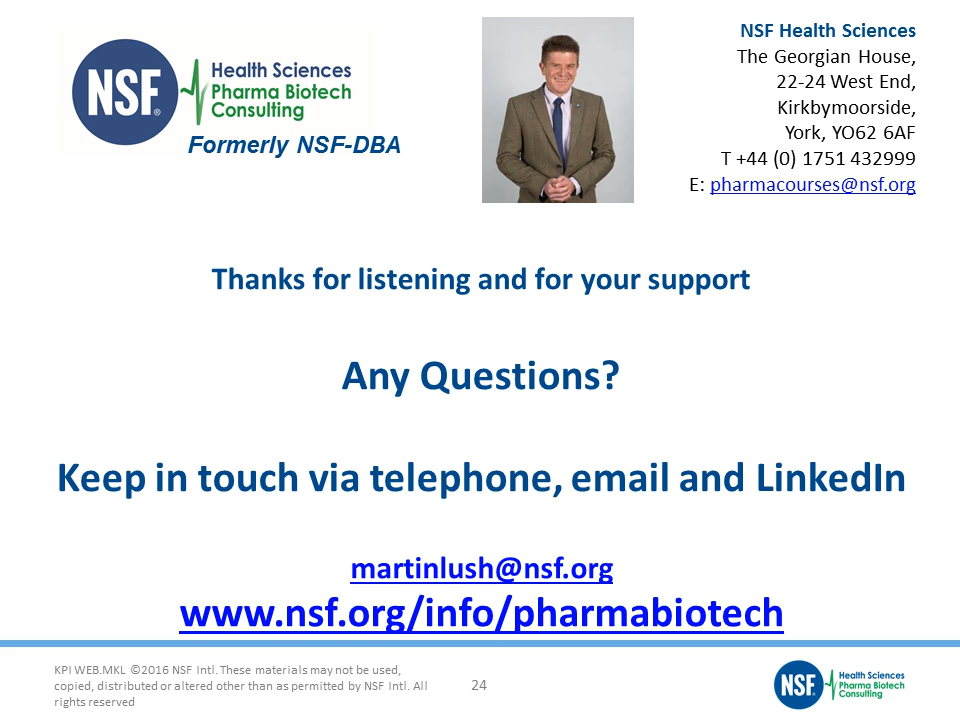 NSF®
Health Sciences
Pharma Biotech
Consulting
Formerly NSF-DBA
NSF Health Sciences
The Georgian House,
22-24 West End,
Kirkbymoorside,
York, YO62 6AF
T +44 (0) 1751 432999
E: pharmacourses@nsf.org
Thanks for listening and for your support
Any Questions?
Keep in touch via telephone, email and LinkedIn
martinlush@nsf.org
www.nsf.org/info/pharmabiotech
KPI WEB.MKL ©2016 NSF Intl. These materials may not be used,
copied, distributed or altered other than as permitted by NSF Intl. All
rights reserved
24
NSF®
Health Sciences
Pharma Biotech
Consulting